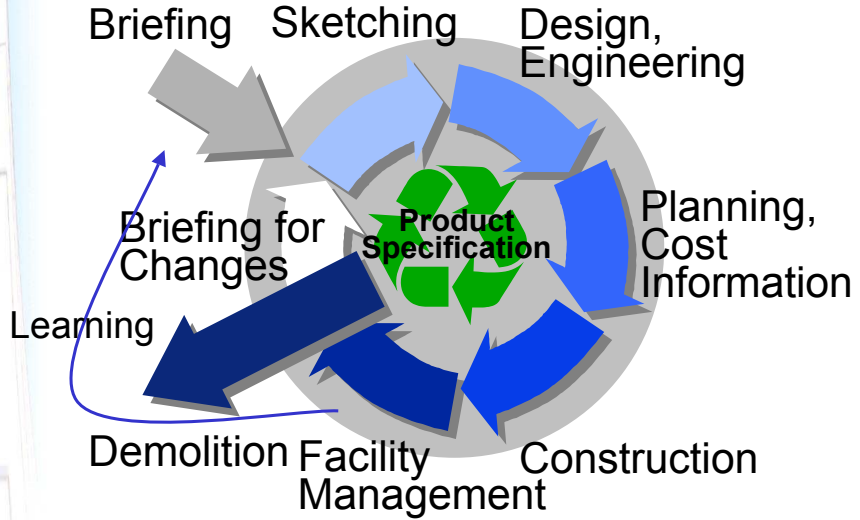 Briefing
Sketching
Design,
Engineering
Planning,
Cost
Information
Product
Specification
Briefing for
Changes
Learning
Demolition
Facility
Management
Construction